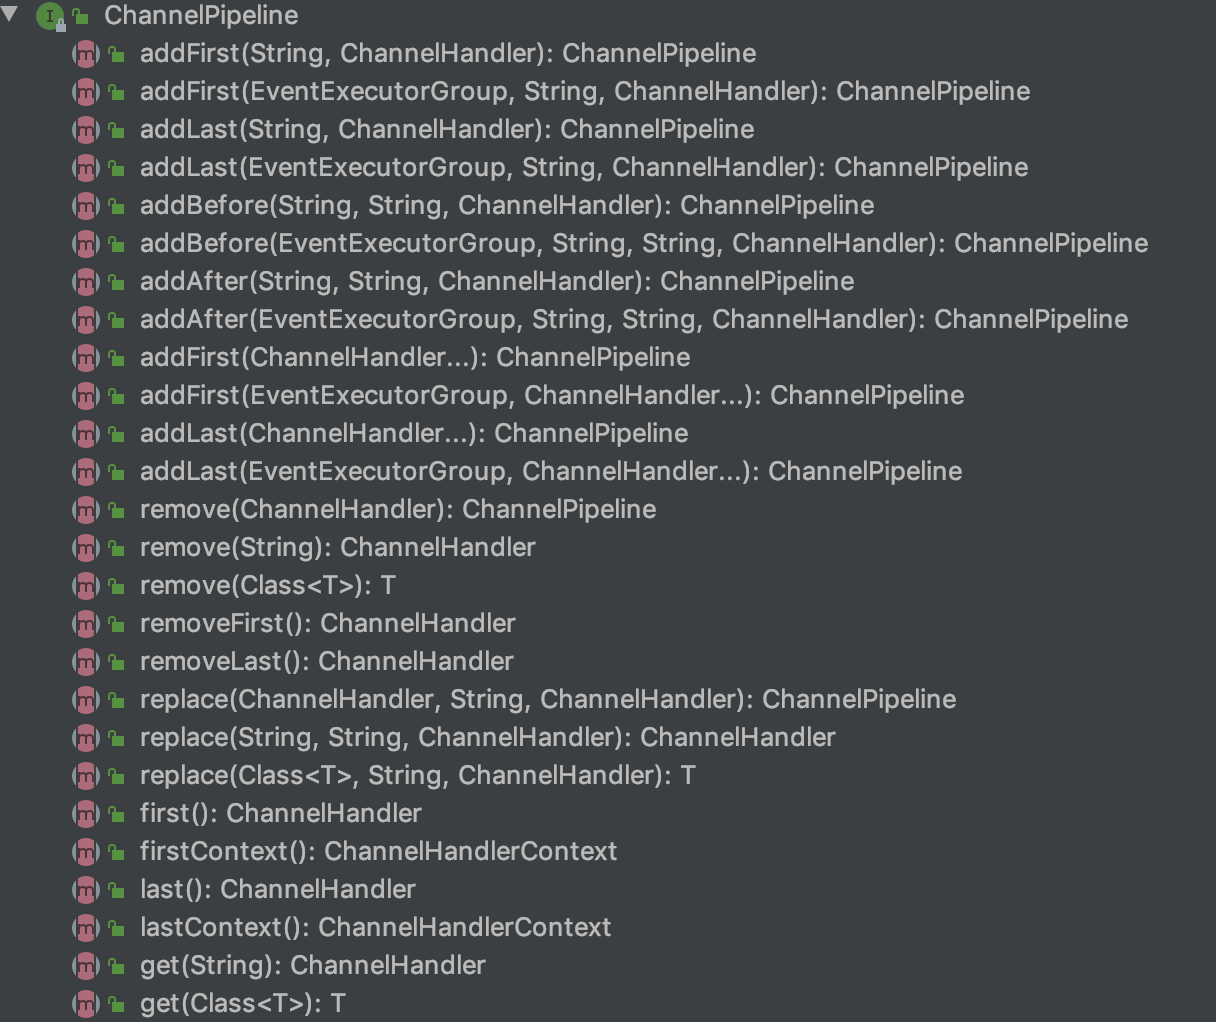 ChannelPipeline
addFirst(String, ChannelHandler): ChannelPipeline
addFirst(EventExecutorGroup, String, ChannelHandler): ChannelPipeline
addLast(String, ChannelHandler): ChannelPipeline
addLast(EventExecutorGroup, String, ChannelHandler): ChannelPipeline
addBefore(String, String, ChannelHandler): ChannelPipeline
addBefore(EventExecutorGroup, String, String, ChannelHandler): ChannelPipeline
addAfter(String, String, ChannelHandler): ChannelPipeline
addAfter(EventExecutorGroup, String, String, ChannelHandler): ChannelPipeline
addFirst(ChannelHandler...): ChannelPipeline
addFirst(EventExecutorGroup, ChannelHandler...): ChannelPipeline
addLast(ChannelHandler...): ChannelPipeline
addLast(EventExecutorGroup, ChannelHandler...): ChannelPipeline
remove(ChannelHandler): ChannelPipeline
remove(String): ChannelHandler
remove(Class<T>): T
removeFirst(): ChannelHandler
removeLast(): ChannelHandler
replace(ChannelHandler, String, ChannelHandler): ChannelPipeline
replace(String, String, ChannelHandler): ChannelHandler
replace(Class<T>, String, ChannelHandler): T
first(): ChannelHandler
firstContext(): ChannelHandlerContext
last(): ChannelHandler
lastContext(): ChannelHandlerContext
get(String): ChannelHandler
get(Class<T>): T